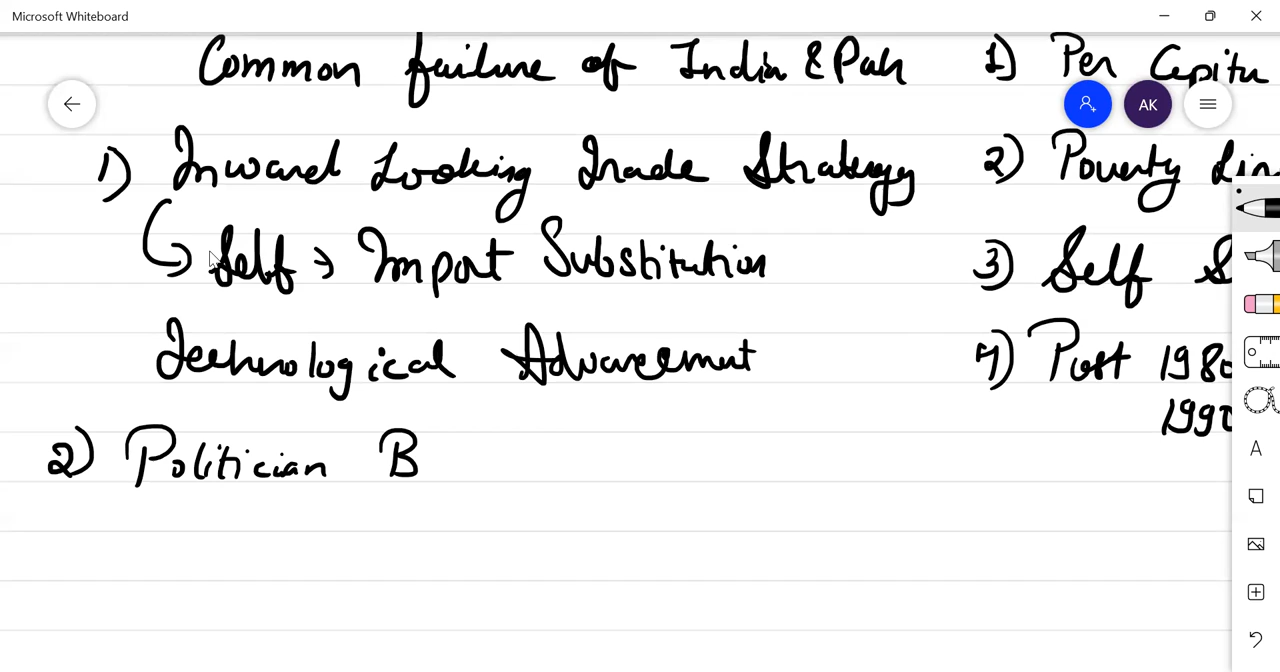 Microsoft Whiteboard
Common failure of India & Pak
AK
1) Inward Looking Trade Strategy
Self → Import Substitution
Technological Advancement
2) Politician B
1) Per Capita
2) Poverty Lin
3) Self S
4) Post 1980
1990
A